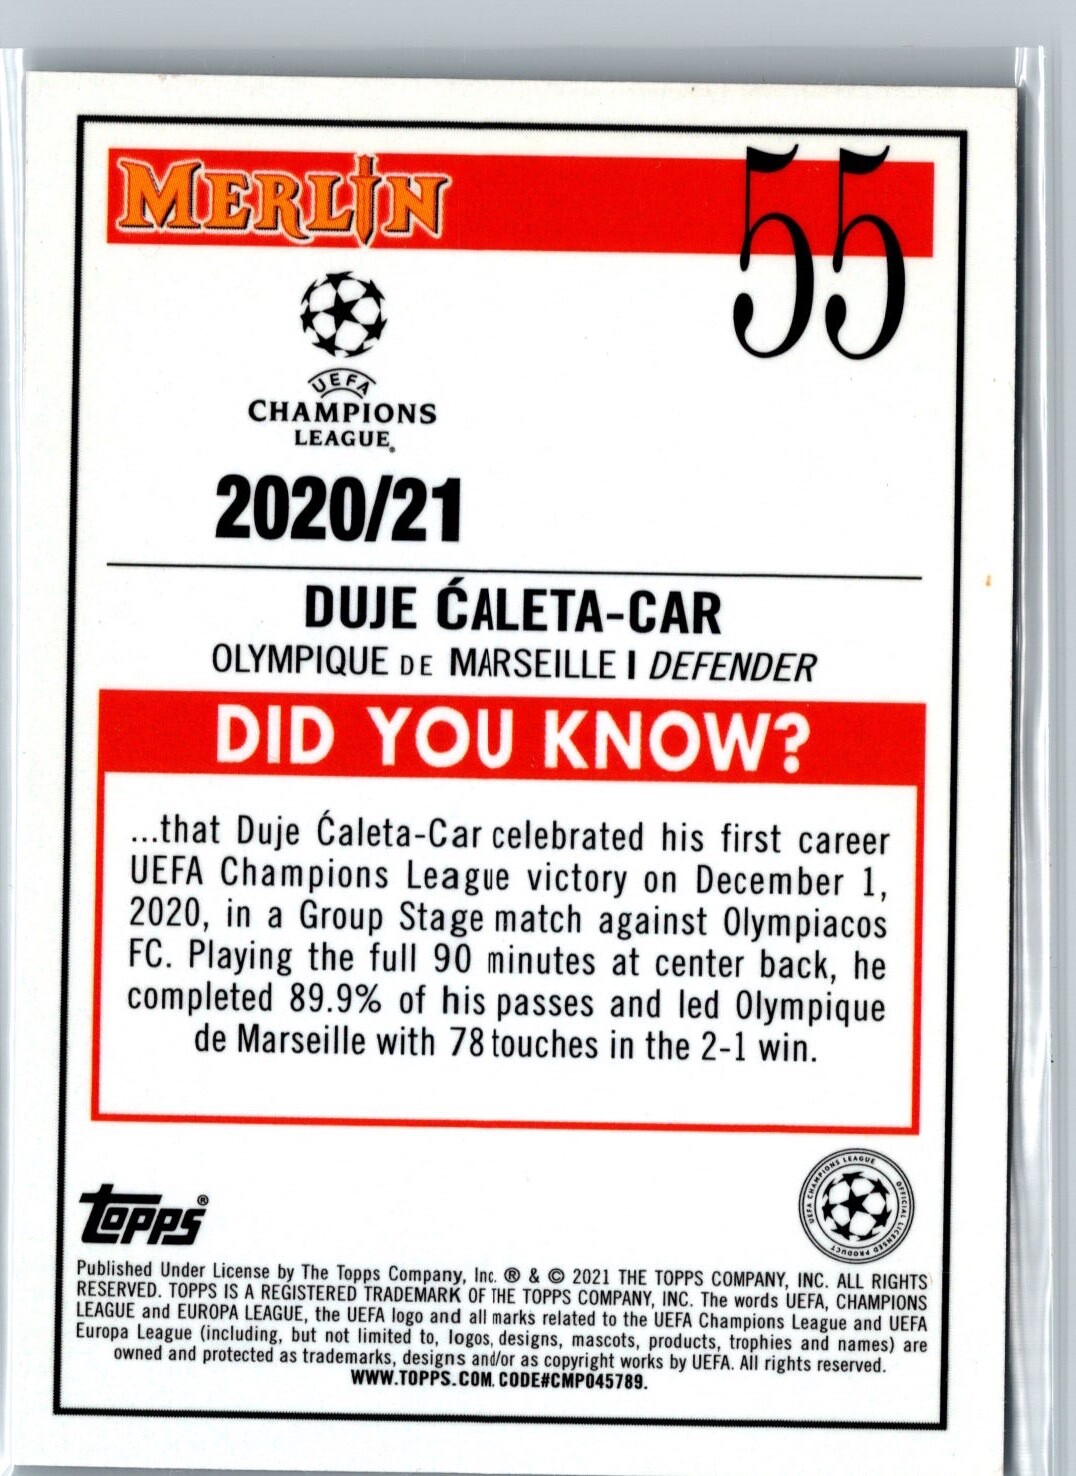 MERLIN
55
UEFA
CHAMPIONS
LEAGUE®
2020/21
DUJE ĆALETA-CAR
OLYMPIQUE DE MARSEILLE I DEFENDER
DID YOU KNOW?
...that Duje Ćaleta-Car celebrated his first career
UEFA Champions League victory on December 1,
2020, in a Group Stage match against Olympiacos
FC. Playing the full 90 minutes at center back, he
completed 89.9% of his passes and led Olympique
de Marseille with 78 touches in the 2-1 win.
UEFA CHAMPIONS LEAGUE OFFICIAL LICENSED PRODUCT
topps®
Published Under License by The Topps Company, Inc. ® & © 2021 THE TOPPS COMPANY, INC. ALL RIGHTS
RESERVED. TOPPS IS A REGISTERED TRADEMARK OF THE TOPPS COMPANY, INC. The words UEFA, CHAMPIONS
LEAGUE and EUROPA LEAGUE, the UEFA logo and all marks related to the UEFA Champions League and UEFA
Europa League (including, but not limited to, logos, designs, mascots, products, trophies and names) are
owned and protected as trademarks, designs and/or as copyright works by UEFA. All rights reserved.
WWW.TOPPS.COM. CODE#CMP045789.